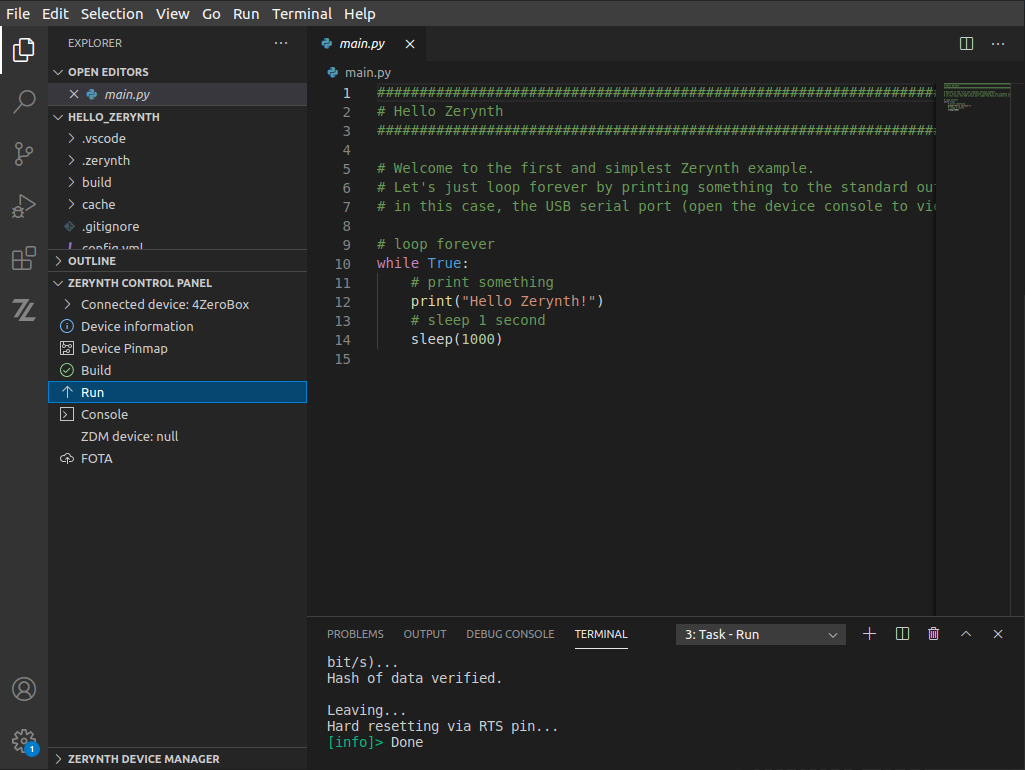 File Edit Selection View Go Run Terminal Help
EXPLORER
OPEN EDITORS
main.py
HELLO_ZERYNTH
.vscode
.zerynth
build
cache
.gitignore
config.yml
OUTLINE
ZERYNTH CONTROL PANEL
Connected device: 4ZeroBox
Device information
Device Pinmap
Build
Run
Console
ZDM device: null
FOTA
ZERYNTH DEVICE MANAGER
1
main.py
main.py
1 ##################################################################
2 # Hello Zerynth
3 ##################################################################
4
5 # Welcome to the first and simplest Zerynth example.
6 # Let's just loop forever by printing something to the standard ou
7 # in this case, the USB serial port (open the device console to vi
8
9 # loop forever
10 while True:
11 # print something
12 print("Hello Zerynth!")
13 # sleep 1 second
14 sleep(1000)
15
PROBLEMS OUTPUT DEBUG CONSOLE TERMINAL 3: Task - Run
bit/s)...
Hash of data verified.
Leaving...
Hard resetting via RTS pin...
[info]> Done